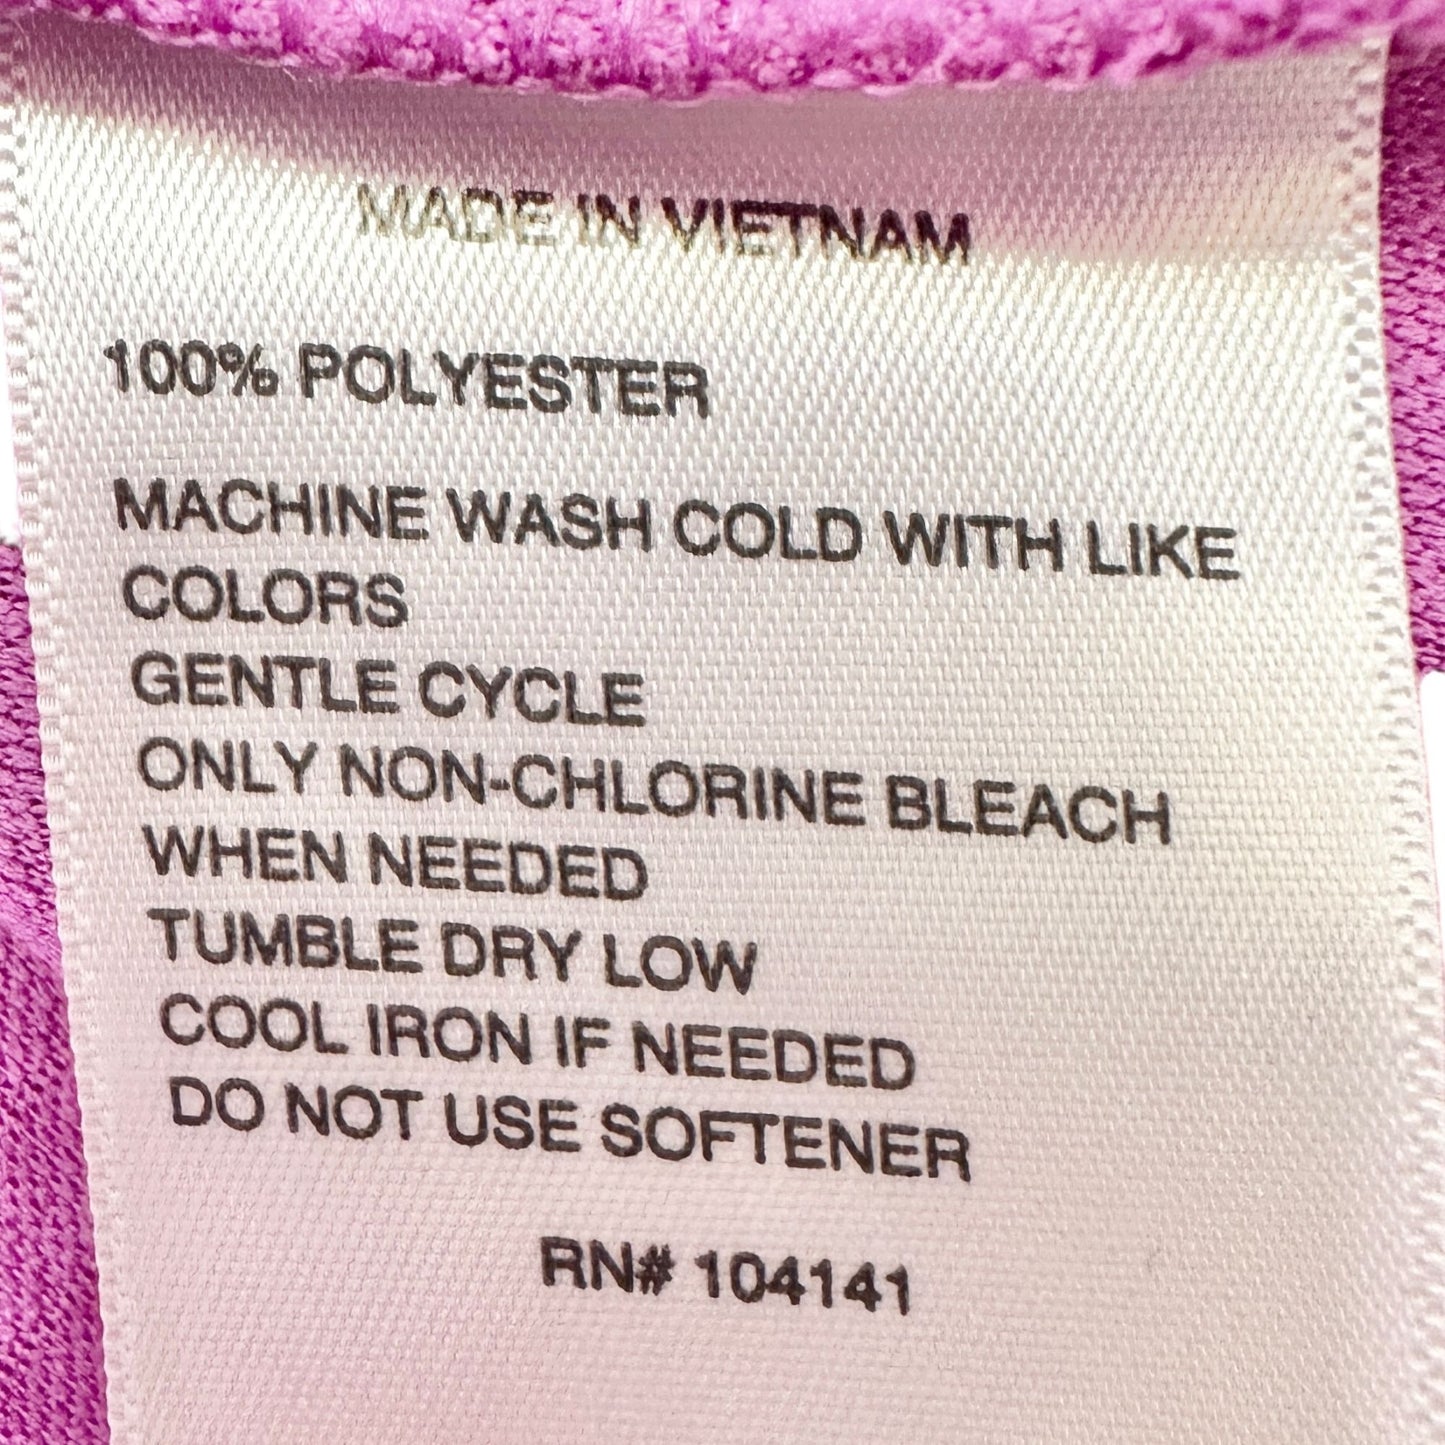 MADE IN VIETNAM
100% POLYESTER
MACHINE WASH COLD WITH LIKE
COLORS
GENTLE CYCLE
ONLY NON-CHLORINE BLEACH
WHEN NEEDED
TUMBLE DRY LOW
COOL IRON IF NEEDED
DO NOT USE SOFTENER
RN# 104141